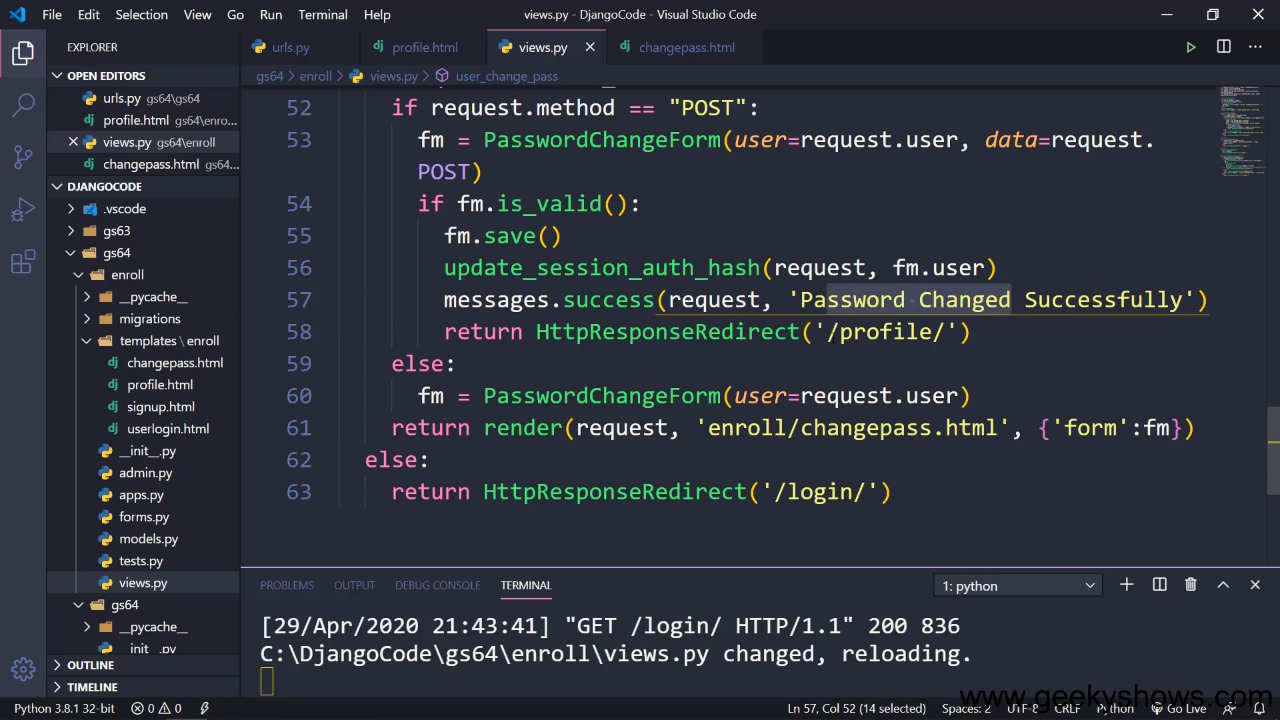 File Edit Selection View Go Run Terminal Help
views.py - DjangoCode - Visual Studio Code
EXPLORER
OPEN EDITORS
urls.py gs64\gs64
profile.html gs64\enro...
views.py gs64\enroll
changepass.html gs64...
DJANGOCODE
.vscode
gs63
gs64
enroll
__pycache__
migrations
templates \ enroll
changepass.html
profile.html
signup.html
userlogin.html
__init__.py
admin.py
apps.py
forms.py
models.py
tests.py
views.py
gs64
__pycache__
__init__.py
OUTLINE
TIMELINE
urls.py profile.html views.py changepass.html
gs64 > enroll > views.py > user_change_pass
52 if request.method == "POST":
53 fm = PasswordChangeForm(user=request.user, data=request.
POST)
54 if fm.is_valid():
55 fm.save()
56 update_session_auth_hash(request, fm.user)
57 messages.success(request, 'Password Changed Successfully')
58 return HttpResponseRedirect('/profile/')
59 else:
60 fm = PasswordChangeForm(user=request.user)
61 return render(request, 'enroll/changepass.html', {'form':fm})
62 else:
63 return HttpResponseRedirect('/login/')
PROBLEMS OUTPUT DEBUG CONSOLE TERMINAL 1: python
[29/Apr/2020 21:43:41] "GET /login/ HTTP/1.1" 200 836
C:\DjangoCode\gs64\enroll\views.py changed, reloading.
www.geekyshows.com
Python 3.8.1 32-bit 0 0 Ln 57, Col 52 (14 selected) Spaces: 2 UTF-8 CRLF Python Go Live